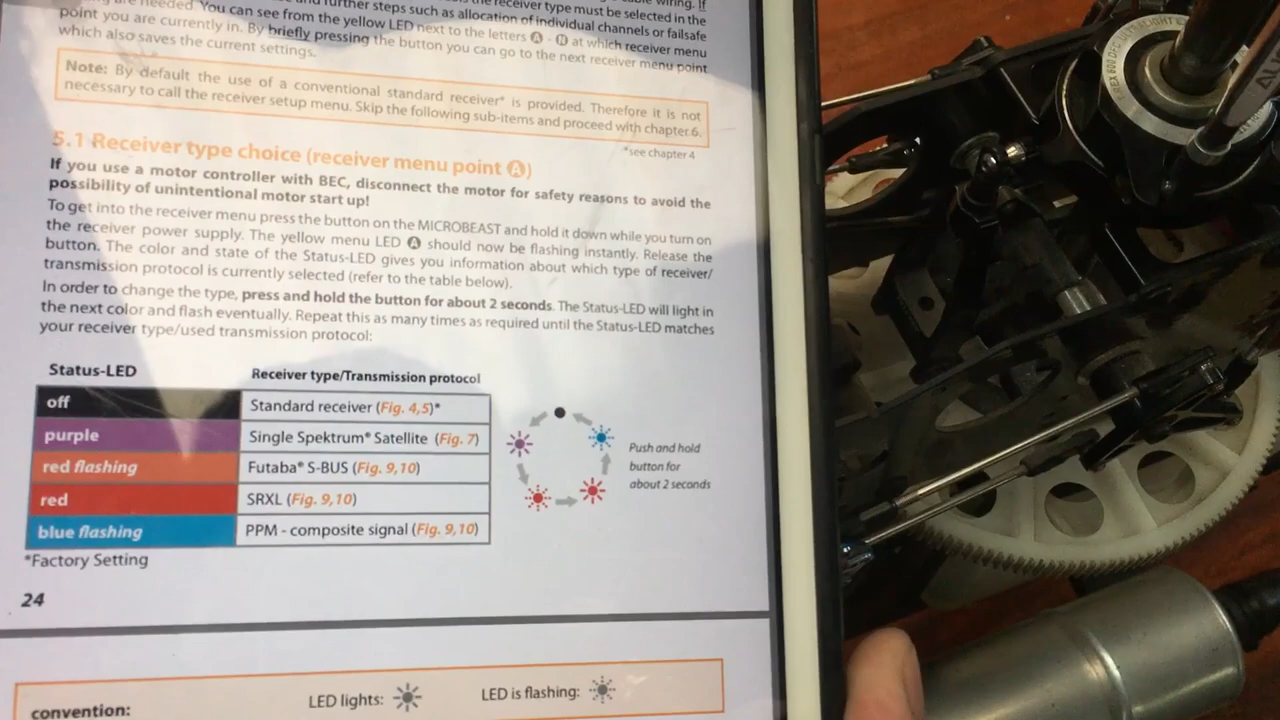 the receiver type must be selected in the
are needed. You can see from the yellow LED next to the letters A - N at which receiver menu
further steps such as allocation of individual channels or failsafe
point you are currently in. By briefly pressing the button you can go to the next receiver menu point
which also saves the current settings.
Note: By default the use of a conventional standard receiver* is provided. Therefore it is not
necessary to call the receiver setup menu. Skip the following sub-items and proceed with chapter 6.
*see chapter 4
5.1 Receiver type choice (receiver menu point A)
If you use a motor controller with BEC, disconnect the motor for safety reasons to avoid the
possibility of unintentional motor start up!
To get into the receiver menu press the button on the MICROBEAST and hold it down while you turn on
the receiver power supply. The yellow menu LED A should now be flashing instantly. Release the
button. The color and state of the Status-LED gives you information about which type of receiver/
transmission protocol is currently selected (refer to the table below).
In order to change the type, press and hold the button for about 2 seconds. The Status-LED will light in
the next color and flash eventually. Repeat this as many times as required until the Status-LED matches
your receiver type/used transmission protocol:
Status-LED Receiver type/Transmission protocol
off Standard receiver (Fig. 4,5)*
purple Single Spektrum® Satellite (Fig. 7)
red flashing Futaba® S-BUS (Fig. 9,10)
red SRXL (Fig. 9,10)
blue flashing PPM - composite signal (Fig. 9,10)
Push and hold
button for
about 2 seconds
*Factory Setting
24
convention: LED lights: LED is flashing: